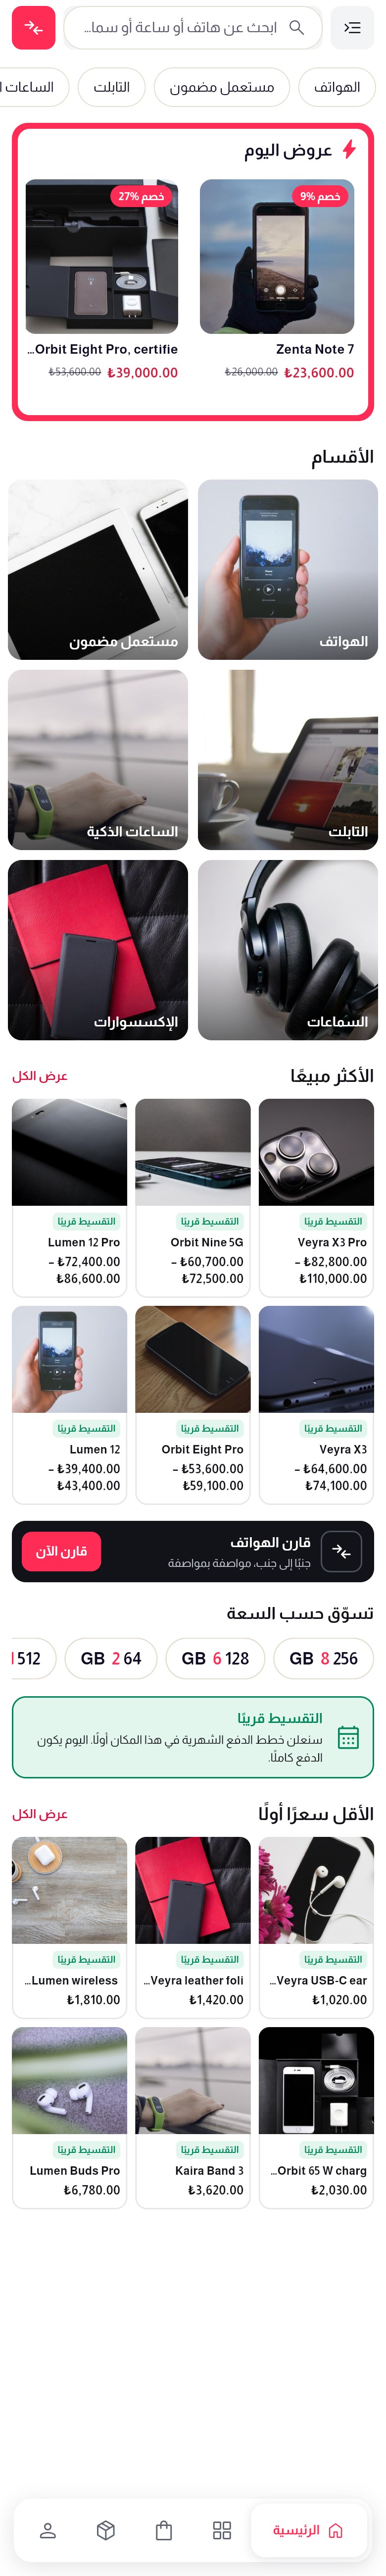 ابحث عن هاتف أو ساعة أو سما...
الهواتف
مستعمل مضمون
التابلت
الساعات ا
عروض اليوم
خصم 9%
خصم 27%
Zenta Note 7
Orbit Eight Pro, certifie...
₺23,600.00 ₺26,000.00
₺39,000.00 ₺53,600.00
الأقسام
الهواتف
مستعمل مضمون
التابلت
الساعات الذكية
السماعات
الإكسسوارات
الأكثر مبيعًا
عرض الكل
التقسيط قريبًا
Veyra X3 Pro
₺82,800.00 –
₺110,000.00
التقسيط قريبًا
Orbit Nine 5G
₺60,700.00 –
₺72,500.00
التقسيط قريبًا
Lumen 12 Pro
₺72,400.00 –
₺86,600.00
التقسيط قريبًا
Veyra X3
₺64,600.00 –
₺74,100.00
التقسيط قريبًا
Orbit Eight Pro
₺53,600.00 –
₺59,100.00
التقسيط قريبًا
Lumen 12
₺39,400.00 –
₺43,400.00
قارن الهواتف
جنبًا إلى جنب، مواصفة بمواصفة
قارن الآن
تسوّق حسب السعة
256 GB 8
128 GB 6
64 GB 2
512
التقسيط قريبًا
سنعلن خطط الدفع الشهرية في هذا المكان أولًا. اليوم يكون
الدفع كاملًا.
الأقل سعرًا أولًا
عرض الكل
التقسيط قريبًا
Veyra USB-C ear...
₺1,020.00
التقسيط قريبًا
Veyra leather foli...
₺1,420.00
التقسيط قريبًا
Lumen wireless...
₺1,810.00
التقسيط قريبًا
Orbit 65 W charg...
₺2,030.00
التقسيط قريبًا
Kaira Band 3
₺3,620.00
التقسيط قريبًا
Lumen Buds Pro
₺6,780.00
الرئيسية